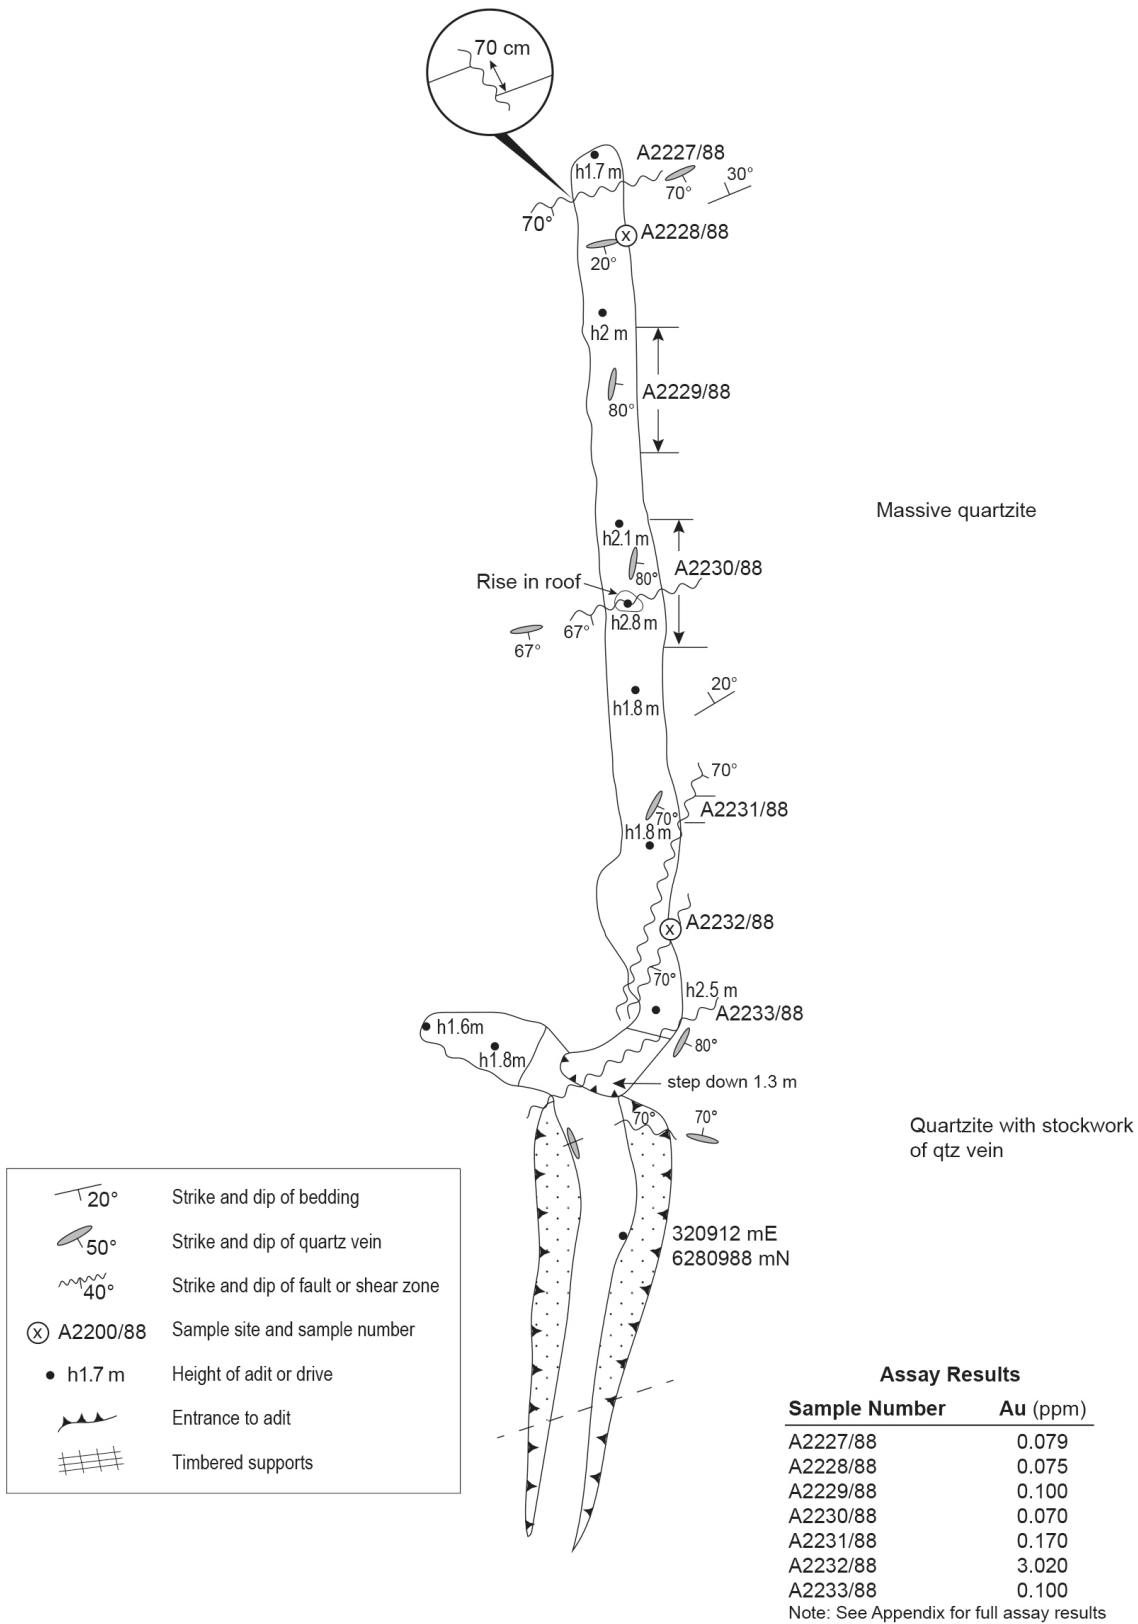 70 cm
A2227/88
h1.7 m
70°
30°
70°
A2228/88
20°
h2 m
A2229/88
80°
Massive quartzite
h2.1 m
A2230/88
80°
Rise in roof
h2.8 m
67°
67°
20°
h1.8 m
70°
A2231/88
70°
h1.8 m
A2232/88
70°
h2.5 m
A2233/88
h1.6m
h1.8m
80°
step down 1.3 m
70°
70°
Quartzite with stockwork
of qtz vein
20°
Strike and dip of bedding
50°
Strike and dip of quartz vein
40°
Strike and dip of fault or shear zone
x A2200/88
Sample site and sample number
h1.7 m
Height of adit or drive
Entrance to adit
Timbered supports
320912 mE
6280988 mN
Assay Results
Sample Number Au (ppm)
A2227/88 0.079
A2228/88 0.075
A2229/88 0.100
A2230/88 0.070
A2231/88 0.170
A2232/88 3.020
A2233/88 0.100
Note: See Appendix for full assay results